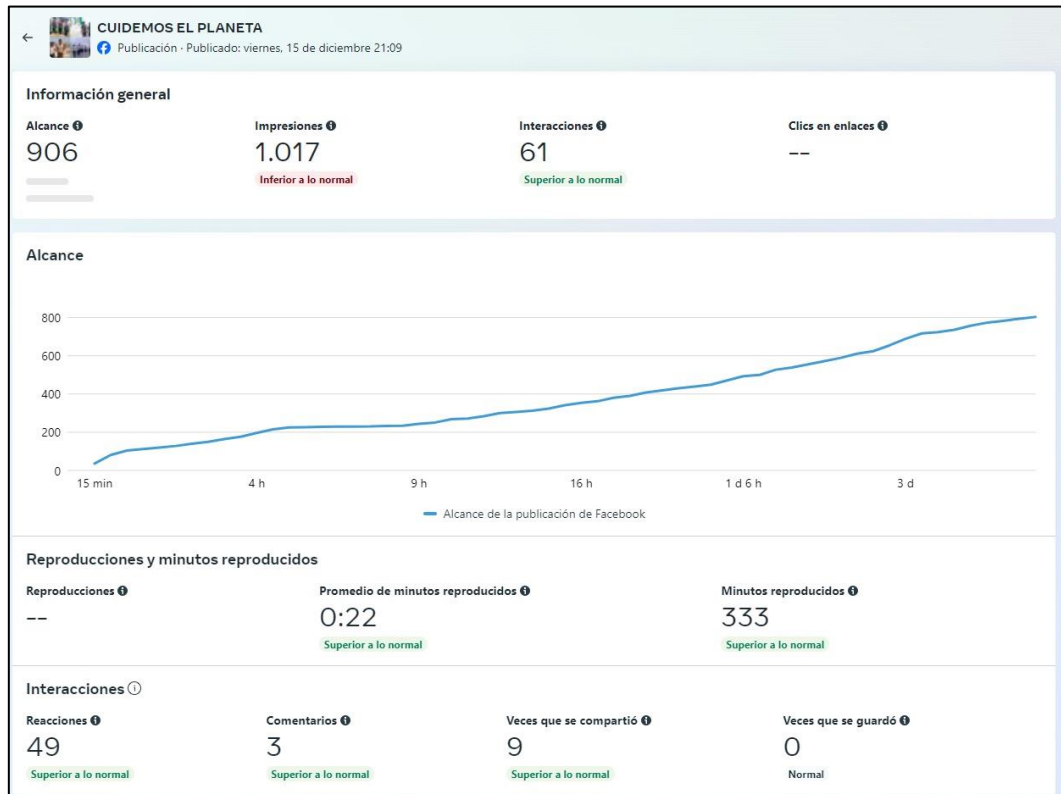 CUIDEMOS EL PLANETA
Publicación · Publicado: viernes, 15 de diciembre 21:09
Información general
Alcance Impresiones Interacciones Clics en enlaces
906 1.017 61 --
Inferior a lo normal Superior a lo normal
Alcance
800
600
400
200
0
15 min 4 h 9 h 16 h 1 d 6 h 3 d
Alcance de la publicación de Facebook
Reproducciones y minutos reproducidos
Reproducciones Promedio de minutos reproducidos Minutos reproducidos
-- 0:22 333
Superior a lo normal Superior a lo normal
Interacciones
Reacciones Comentarios Veces que se compartió Veces que se guardó
49 3 9 0
Superior a lo normal Superior a lo normal Superior a lo normal Normal